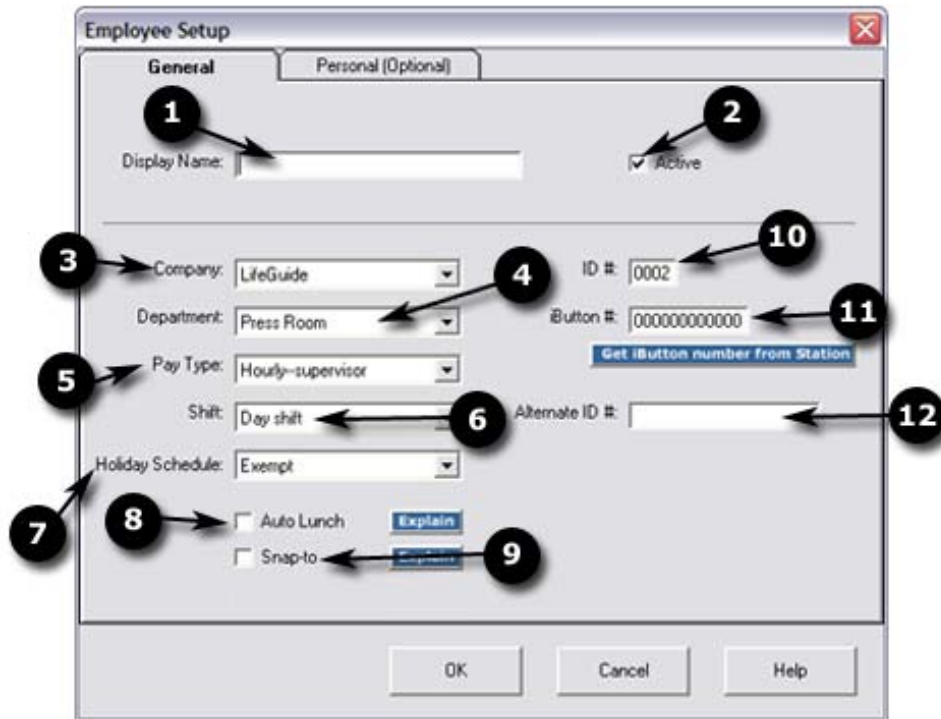 Employee Setup
General Personal (Optional)
1 2
Display Name: Active
3 Company: LifeGuide 4 ID #: 0002 10
Department: Press Room iButton #: 000000000000 11
Get iButton number from Station
5 Pay Type: Hourly--supervisor
Shift: Day shift 6 Alternate ID #: 12
Holiday Schedule: Exempt
7 8 Auto Lunch Explain
Snap-to Explain 9
OK Cancel Help